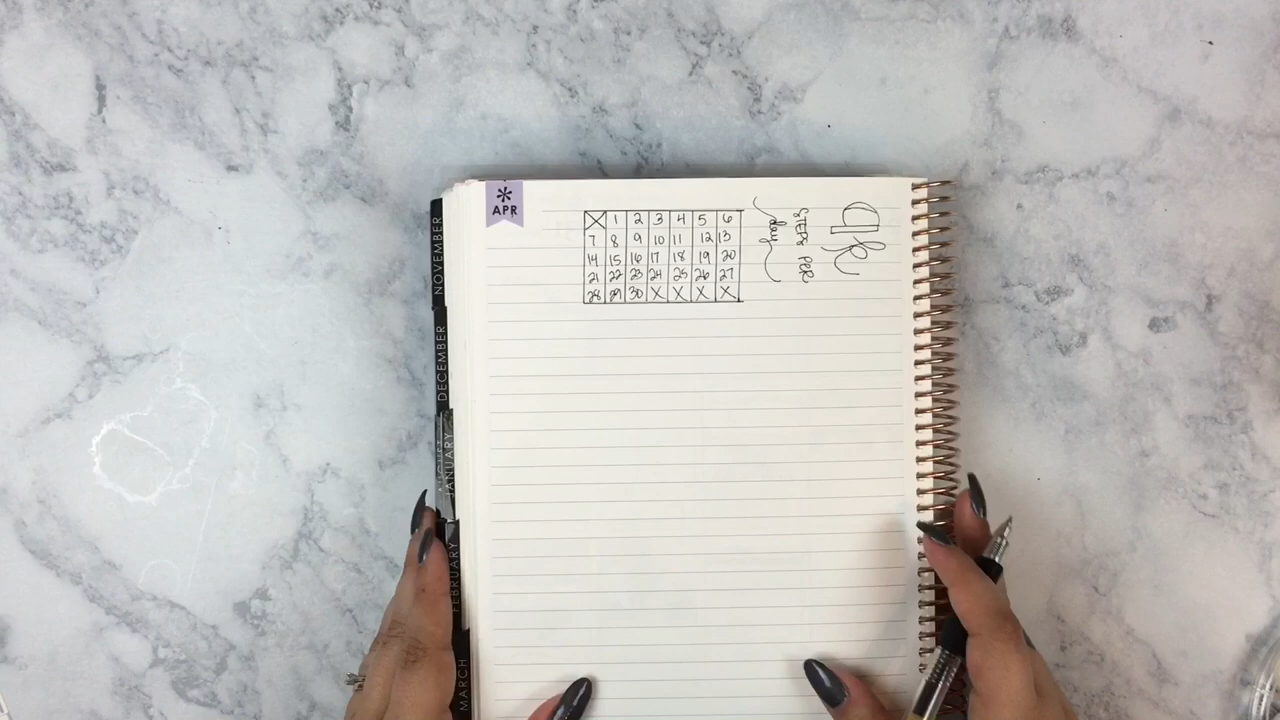 * APR
X 1 2 3 4 5 6
7 8 9 10 11 12 13
14 15 16 17 18 19 20
21 22 23 24 25 26 27
28 29 30 X X X X
STEPS PER
day
NOVEMBER
DECEMBER
AUGUST
JANUARY
FEBRUARY
MARCH